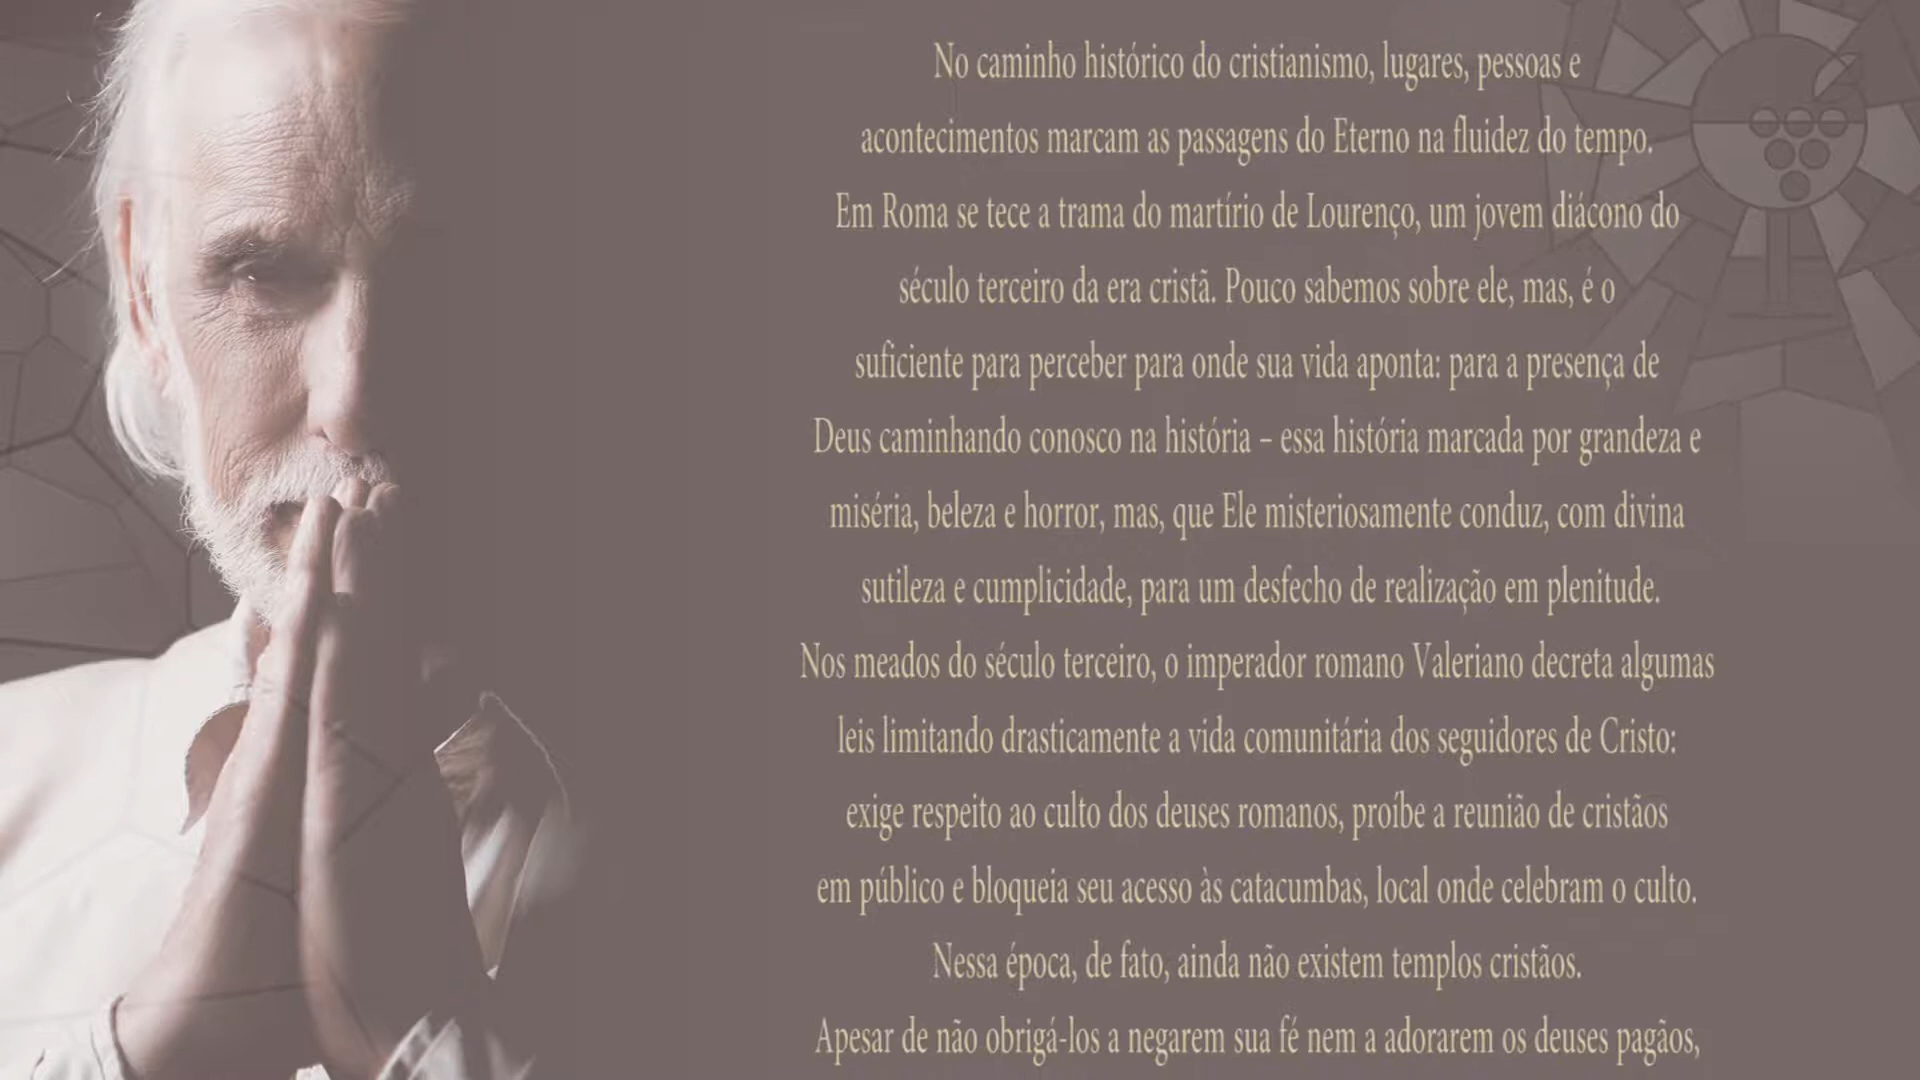 No caminho histórico do cristianismo, lugares, pessoas e
acontecimentos marcam as passagens do Eterno na fluidez do tempo.
Em Roma se tece a trama do martírio de Lourenço, um jovem diácono do
século terceiro da era cristã. Pouco sabemos sobre ele, mas, é o
suficiente para perceber para onde sua vida aponta: para a presença de
Deus caminhando conosco na história – essa história marcada por grandeza e
miséria, beleza e horror, mas, que Ele misteriosamente conduz, com divina
sutileza e cumplicidade, para um desfecho de realização em plenitude.
Nos meados do século terceiro, o imperador romano Valeriano decreta algumas
leis limitando drasticamente a vida comunitária dos seguidores de Cristo:
exige respeito ao culto dos deuses romanos, proíbe a reunião de cristãos
em público e bloqueia seu acesso às catacumbas, local onde celebram o culto.
Nessa época, de fato, ainda não existem templos cristãos.
Apesar de não obrigá-los a negarem sua fé nem a adorarem os deuses pagãos,